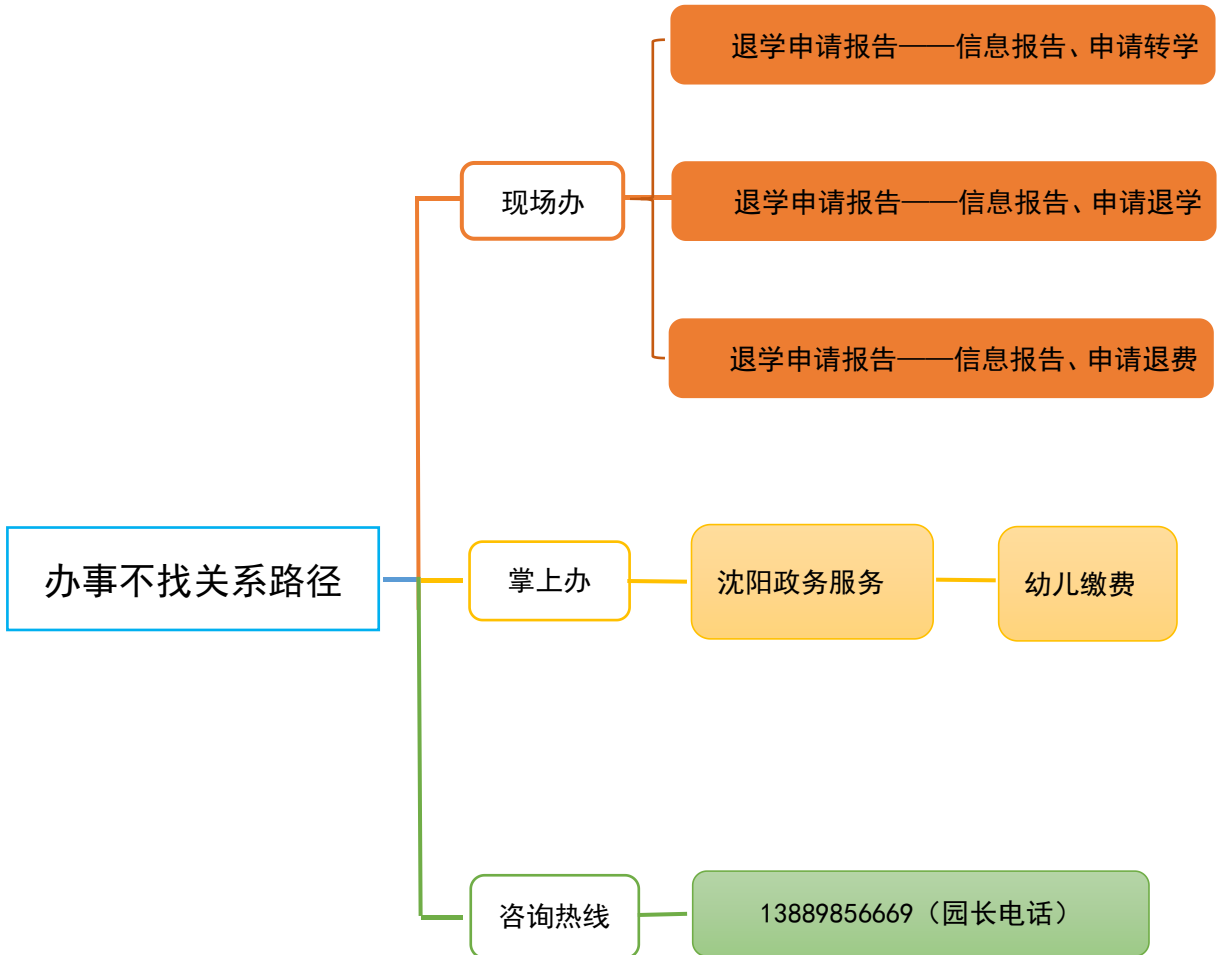 退学申请报告——信息报告、申请转学
现场办
退学申请报告——信息报告、申请退学
退学申请报告——信息报告、申请退费
办事不找关系路径
掌上办
沈阳政务服务
幼儿缴费
咨询热线
13889856669（园长电话）